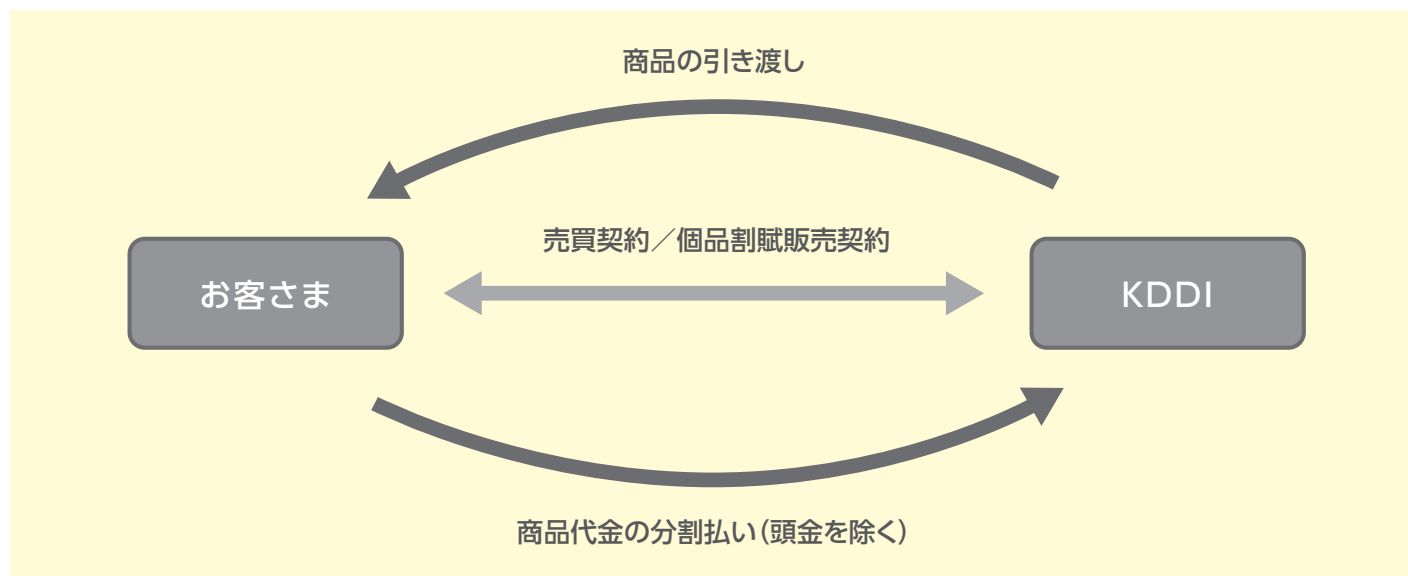 商品の引き渡し
売買契約／個品割賦販売契約
お客さま
KDDI
商品代金の分割払い（頭金を除く）